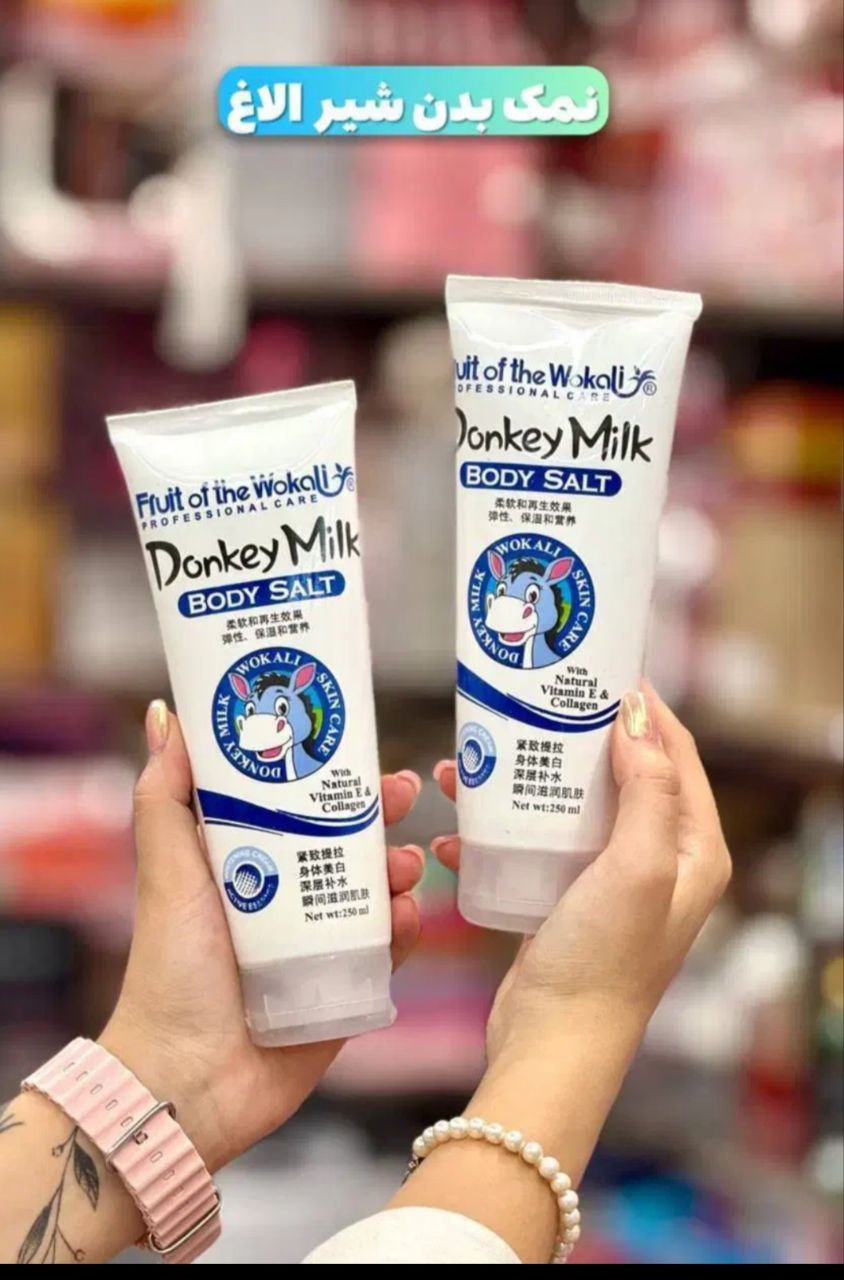 نمک بدن شیر الاغ
Fruit of the Wokali®
PROFESSIONAL CARE
Donkey Milk
BODY SALT
柔软和再生效果
弹性、保湿和营养
WOKALI SKIN CARE
DONKEY MILK
With
Natural
Vitamin E &
Collagen
紧致提拉
身体美白
深层补水
瞬间滋润肌肤
Net wt:250 ml
uit of the Wokali®
OFESSIONAL CARE
Donkey Milk
BODY SALT
柔软和再生效果
弹性、保湿和营养
WOKALI SKIN CARE
DONKEY MILK
With
Natural
Vitamin E &
Collagen
紧致提拉
身体美白
深层补水
瞬间滋润肌肤
Net wt:250 ml